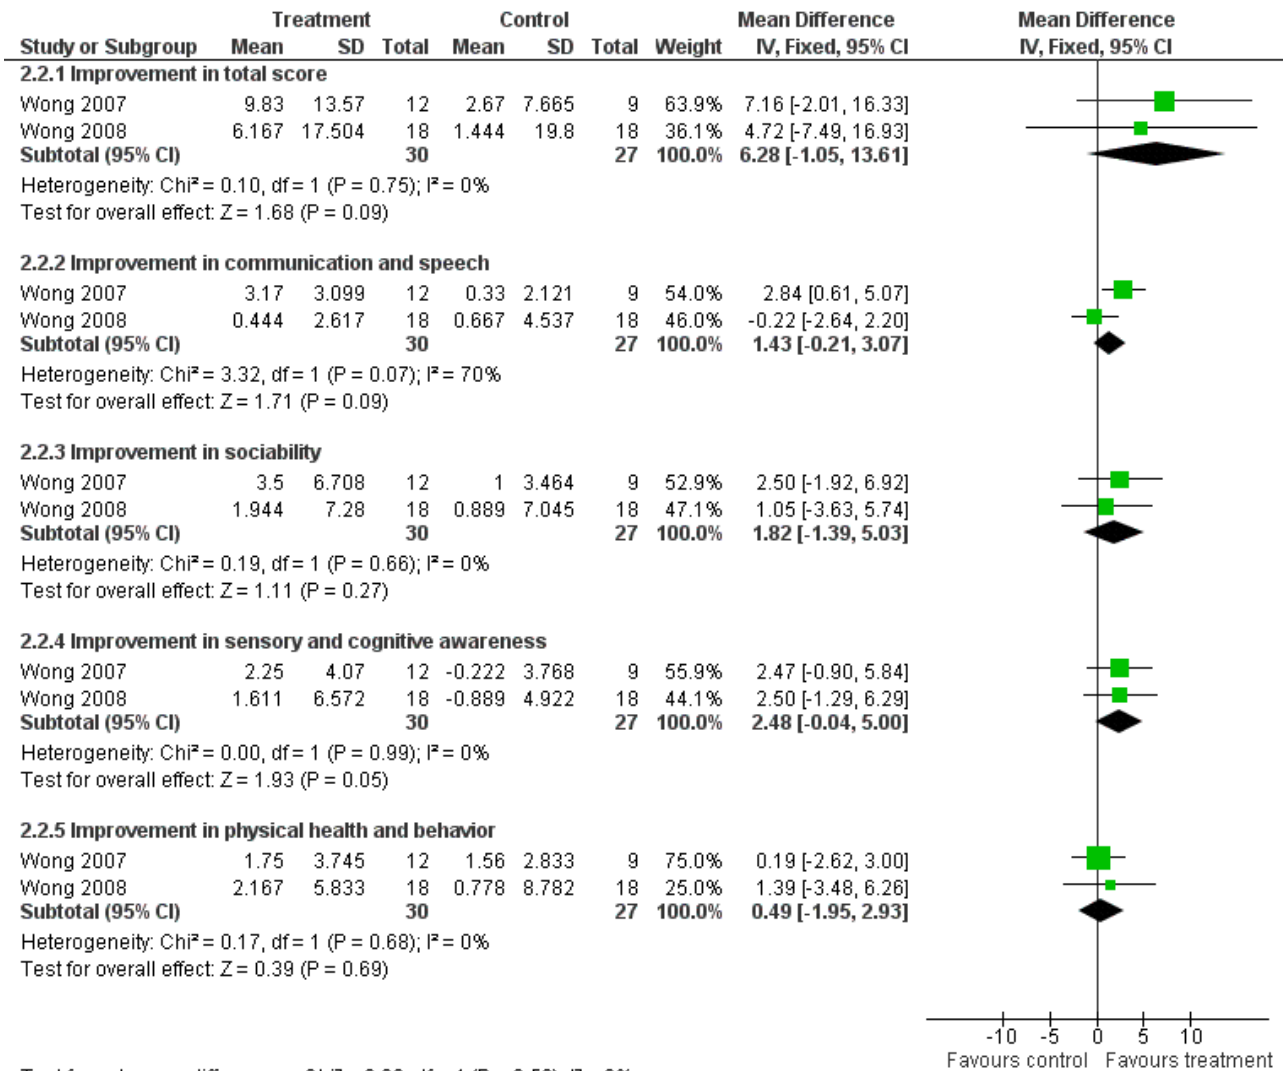 Treatment Control Mean Difference Mean Difference
Study or Subgroup Mean SD Total Mean SD Total Weight IV, Fixed, 95% CI IV, Fixed, 95% CI
2.2.1 Improvement in total score
Wong 2007 9.83 13.57 12 2.67 7.665 9 63.9% 7.16 [-2.01, 16.33]
Wong 2008 6.167 17.504 18 1.444 19.8 18 36.1% 4.72 [-7.49, 16.93]
Subtotal (95% CI) 30 27 100.0% 6.28 [-1.05, 13.61]
Heterogeneity: Chi² = 0.10, df = 1 (P = 0.75); I² = 0%
Test for overall effect: Z = 1.68 (P = 0.09)
2.2.2 Improvement in communication and speech
Wong 2007 3.17 3.099 12 0.33 2.121 9 54.0% 2.84 [0.61, 5.07]
Wong 2008 0.444 2.617 18 0.667 4.537 18 46.0% -0.22 [-2.64, 2.20]
Subtotal (95% CI) 30 27 100.0% 1.43 [-0.21, 3.07]
Heterogeneity: Chi² = 3.32, df = 1 (P = 0.07); I² = 70%
Test for overall effect: Z = 1.71 (P = 0.09)
2.2.3 Improvement in sociability
Wong 2007 3.5 6.708 12 1 3.464 9 52.9% 2.50 [-1.92, 6.92]
Wong 2008 1.944 7.28 18 0.889 7.045 18 47.1% 1.05 [-3.63, 5.74]
Subtotal (95% CI) 30 27 100.0% 1.82 [-1.39, 5.03]
Heterogeneity: Chi² = 0.19, df = 1 (P = 0.66); I² = 0%
Test for overall effect: Z = 1.11 (P = 0.27)
2.2.4 Improvement in sensory and cognitive awareness
Wong 2007 2.25 4.07 12 -0.222 3.768 9 55.9% 2.47 [-0.90, 5.84]
Wong 2008 1.611 6.572 18 -0.889 4.922 18 44.1% 2.50 [-1.29, 6.29]
Subtotal (95% CI) 30 27 100.0% 2.48 [-0.04, 5.00]
Heterogeneity: Chi² = 0.00, df = 1 (P = 0.99); I² = 0%
Test for overall effect: Z = 1.93 (P = 0.05)
2.2.5 Improvement in physical health and behavior
Wong 2007 1.75 3.745 12 1.56 2.833 9 75.0% 0.19 [-2.62, 3.00]
Wong 2008 2.167 5.833 18 0.778 8.782 18 25.0% 1.39 [-3.48, 6.26]
Subtotal (95% CI) 30 27 100.0% 0.49 [-1.95, 2.93]
Heterogeneity: Chi² = 0.17, df = 1 (P = 0.68); I² = 0%
Test for overall effect: Z = 0.39 (P = 0.69)
-10 -5 0 5 10
Favours control Favours treatment